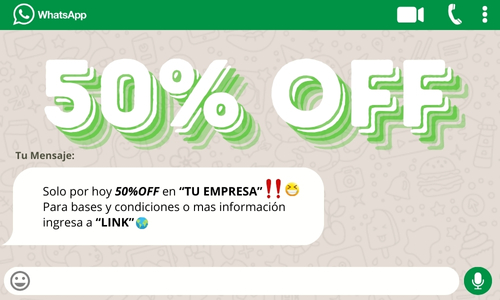 WhatsApp
50% OFF
Tu Mensaje:
Solo por hoy 50%OFF en “TU EMPRESA”‼️😆
Para bases y condiciones o mas información
ingresa a “LINK”🌎